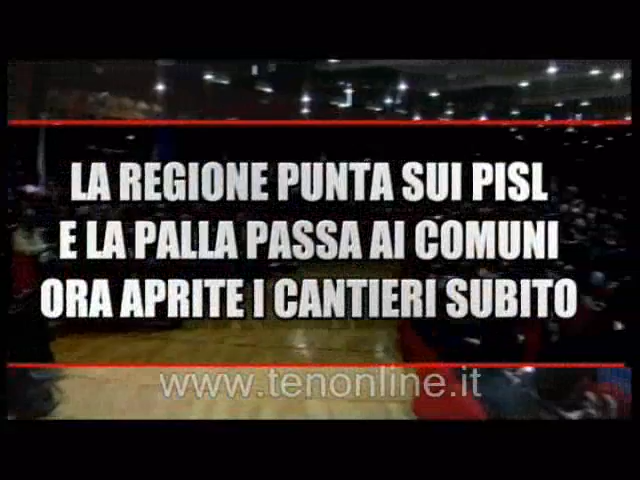 LA REGIONE PUNTA SUI PISL
E LA PALLA PASSA AI COMUNI
ORA APRITE I CANTIERI SUBITO
www.tenonline.it